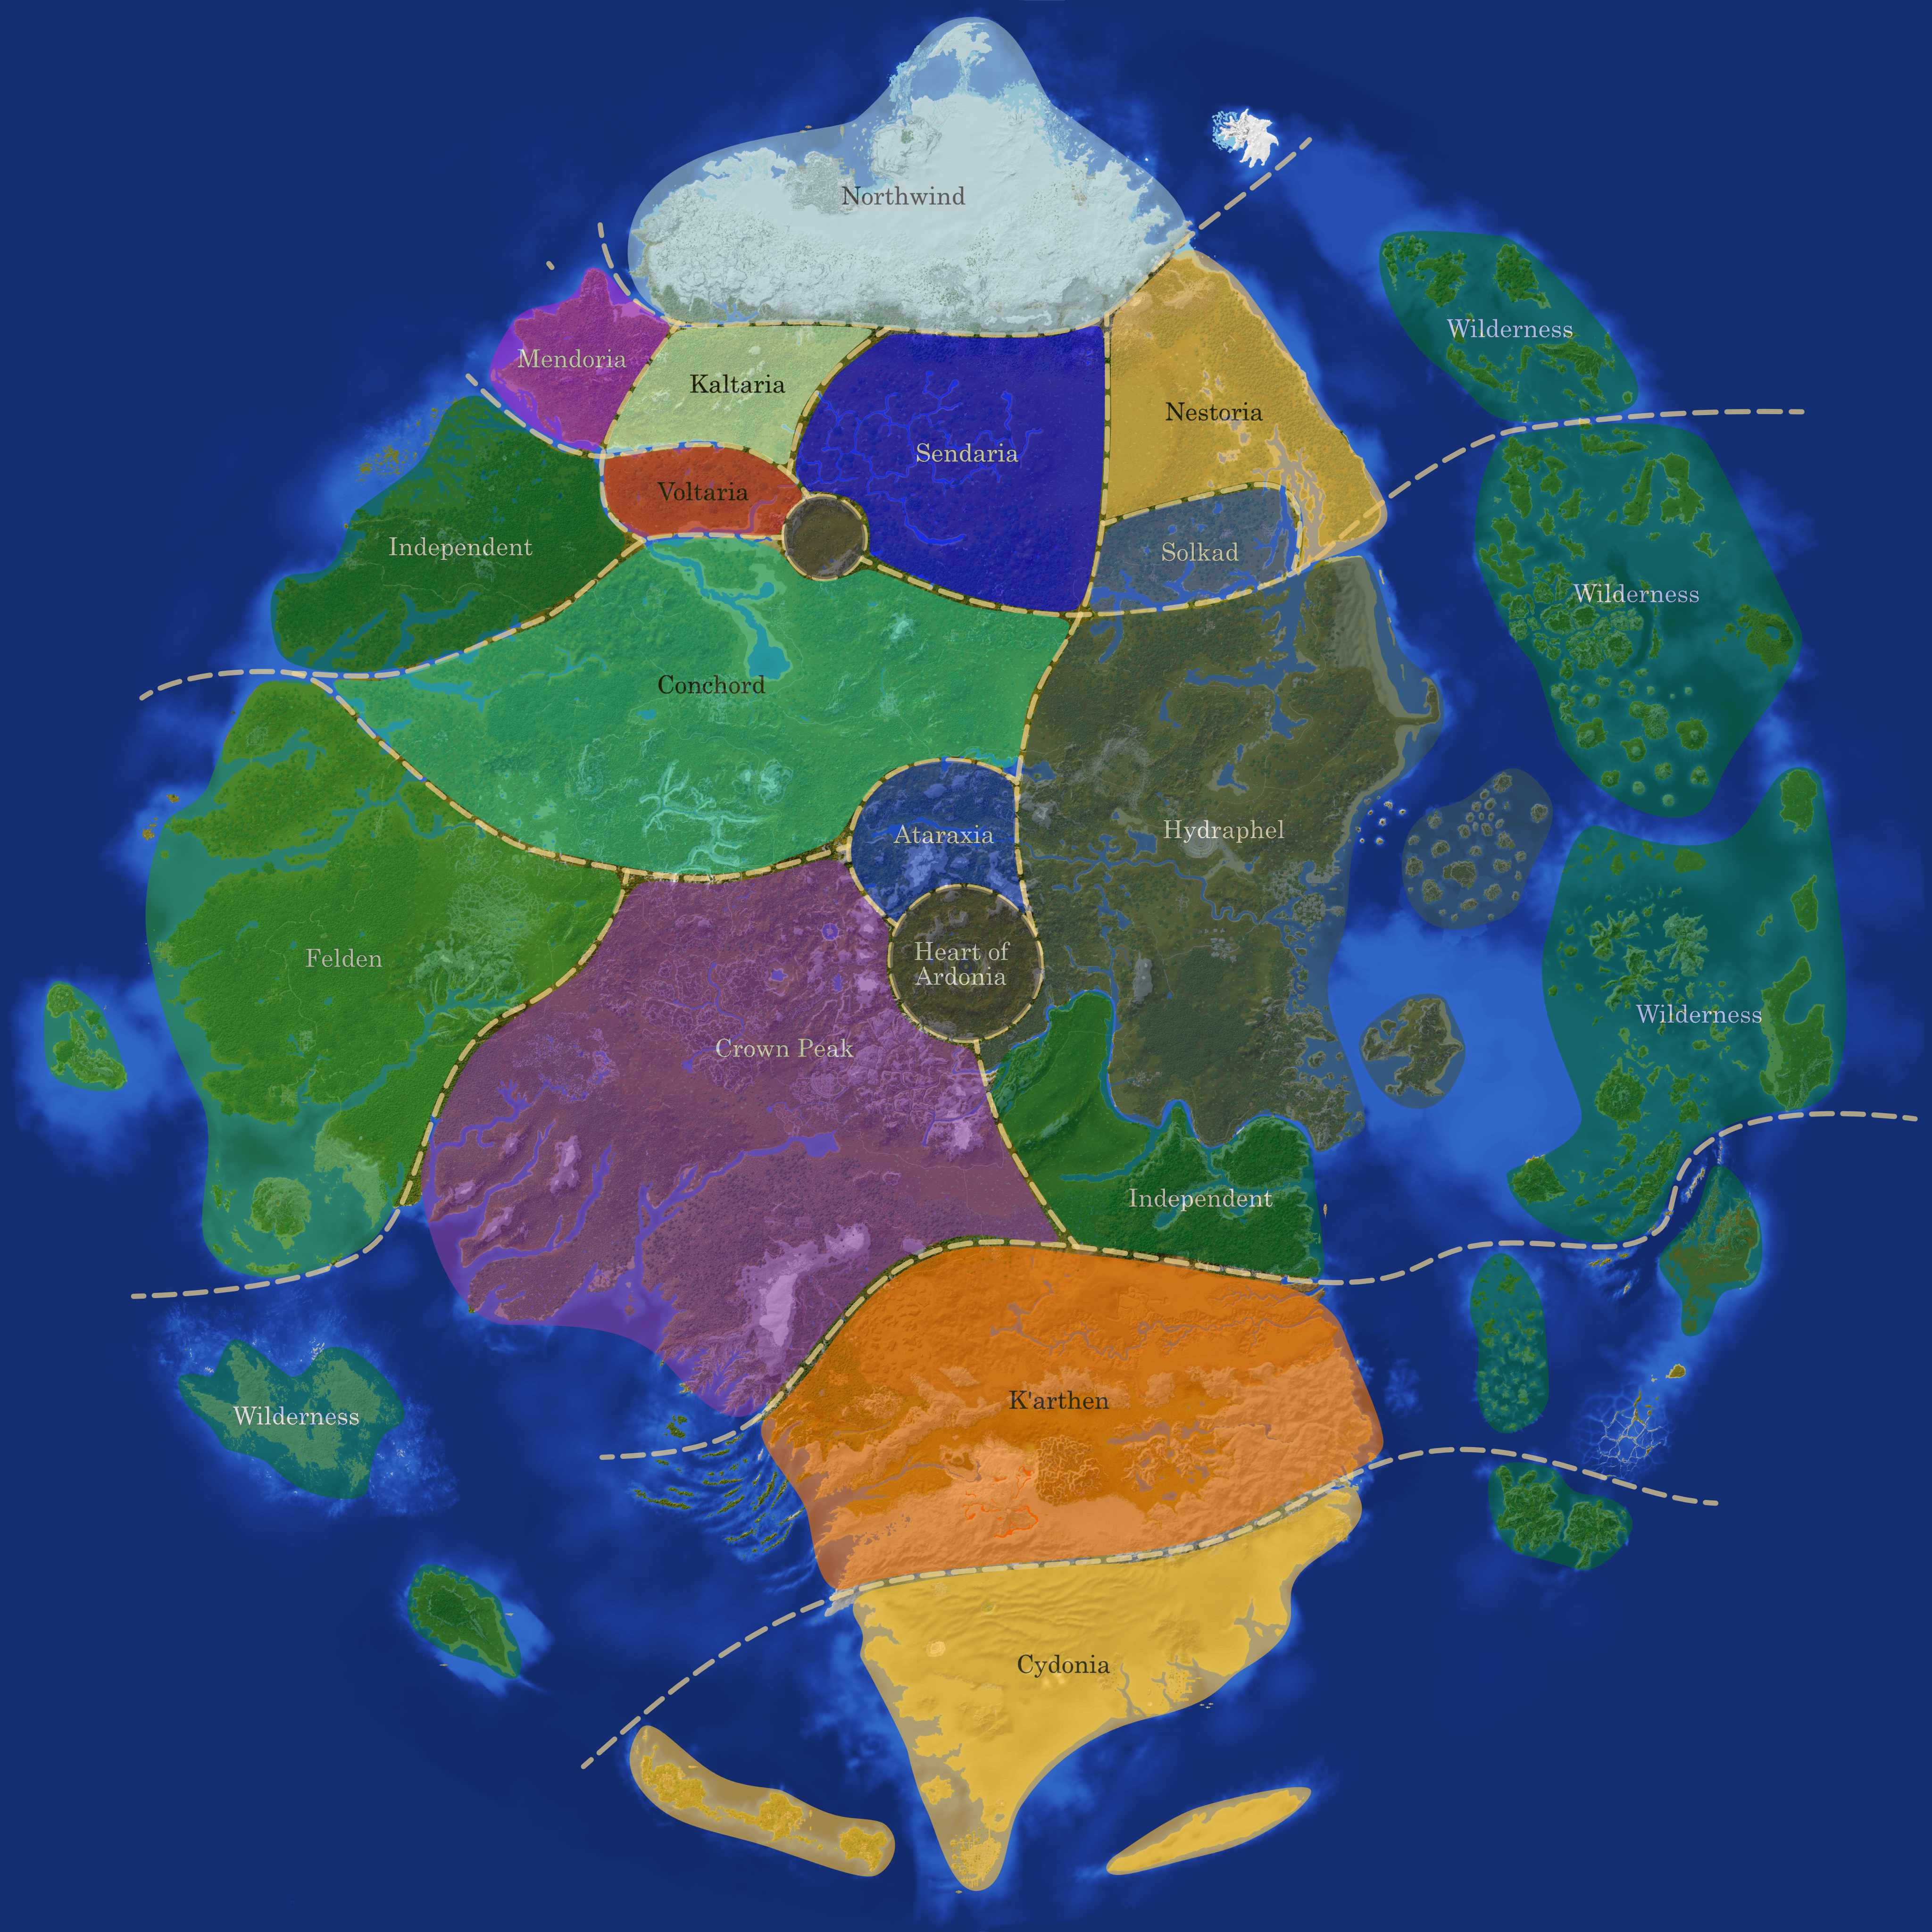 Northwind
Wilderness
Mendoria
Kaltaria
Nestoria
Sendaria
Voltaria
Independent
Solkad
Wilderness
Conchord
Ataraxia
Hydraphel
Felden
Heart of
Ardonia
Wilderness
Crown Peak
Independent
K'arthen
Wilderness
Cydonia